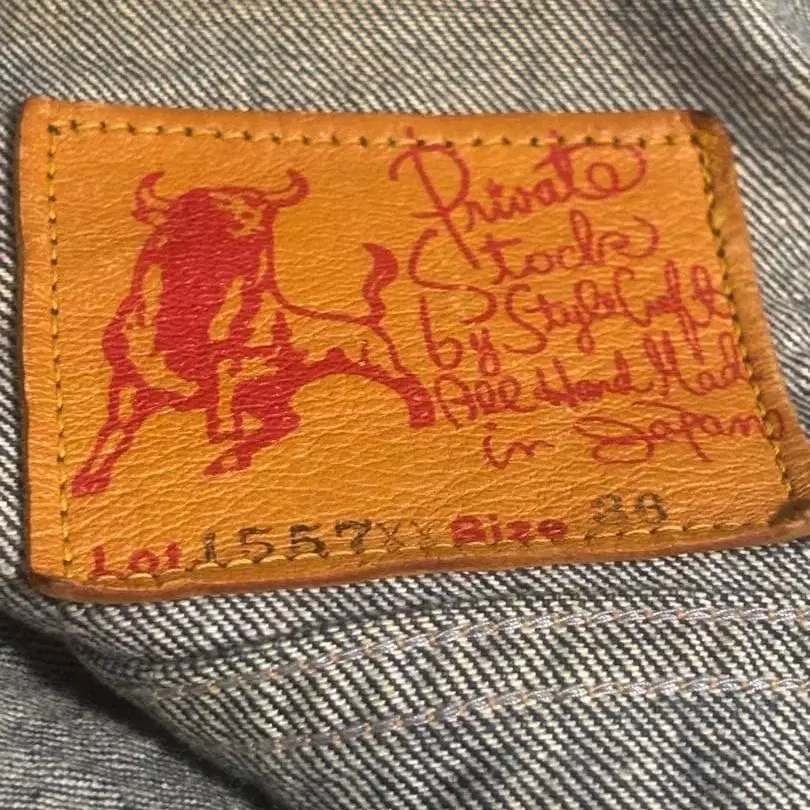 Private
Stock
by StyleCraft
All Hand Made
in Japan
Lot 1557XX Size 38